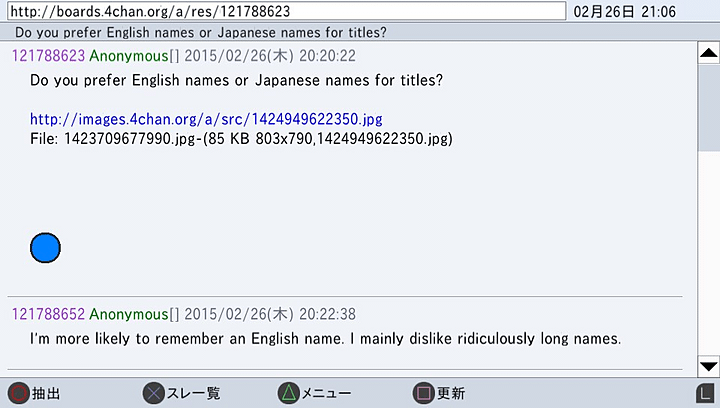 http://boards.4chan.org/a/res/121788623 02月26日 21:06
Do you prefer English names or Japanese names for titles?
121788623 Anonymous[] 2015/02/26(木) 20:20:22
Do you prefer English names or Japanese names for titles?
http://images.4chan.org/a/src/1424949622350.jpg
File: 1423709677990.jpg-(85 KB 803x790,1424949622350.jpg)
121788652 Anonymous[] 2015/02/26(木) 20:22:38
I'm more likely to remember an English name. I mainly dislike ridiculously long names.
抽出 スレ一覧 メニュー 更新 L